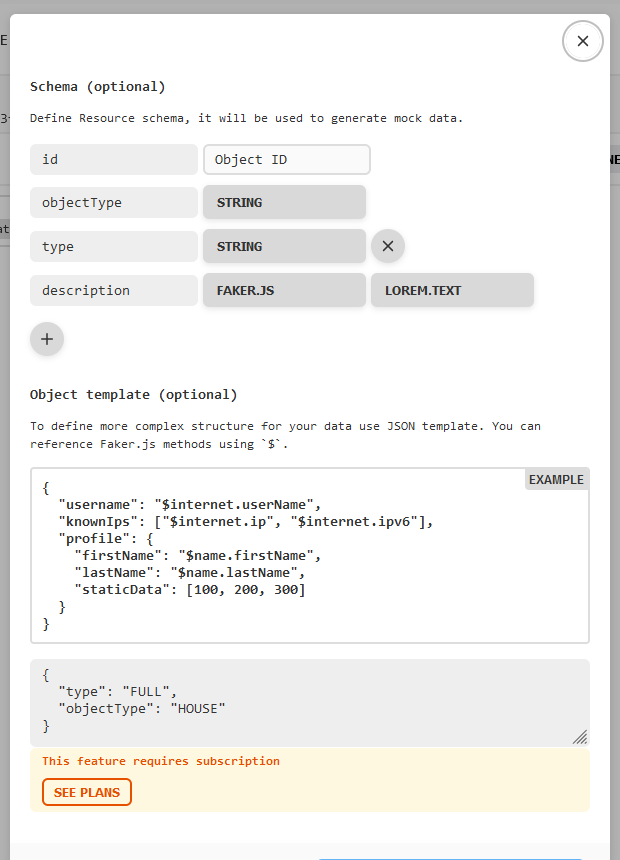 E
Schema (optional)
3-
Define Resource schema, it will be used to generate mock data.
id Object ID
NE
objectType STRING
at
type STRING
description FAKER.JS LOREM.TEXT
+
Object template (optional)
To define more complex structure for your data use JSON template. You can
reference Faker.js methods using `$`.
EXAMPLE
{
"username": "$internet.userName",
"knownIps": ["$internet.ip", "$internet.ipv6"],
"profile": {
"firstName": "$name.firstName",
"lastName": "$name.lastName",
"staticData": [100, 200, 300]
}
}
{
"type": "FULL",
"objectType": "HOUSE"
}
This feature requires subscription
SEE PLANS